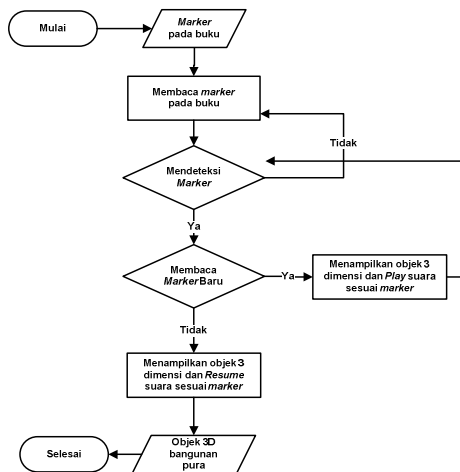 Mulai
Marker
pada buku
Membaca marker
pada buku
Tidak
Mendeteksi
Marker
Ya
Membaca
Marker Baru
Ya
Menampilkan objek 3
dimensi dan Play suara
sesuai marker
Tidak
Menampilkan objek 3
dimensi dan Resume
suara sesuai marker
Objek 3D
bangunan
pura
Selesai